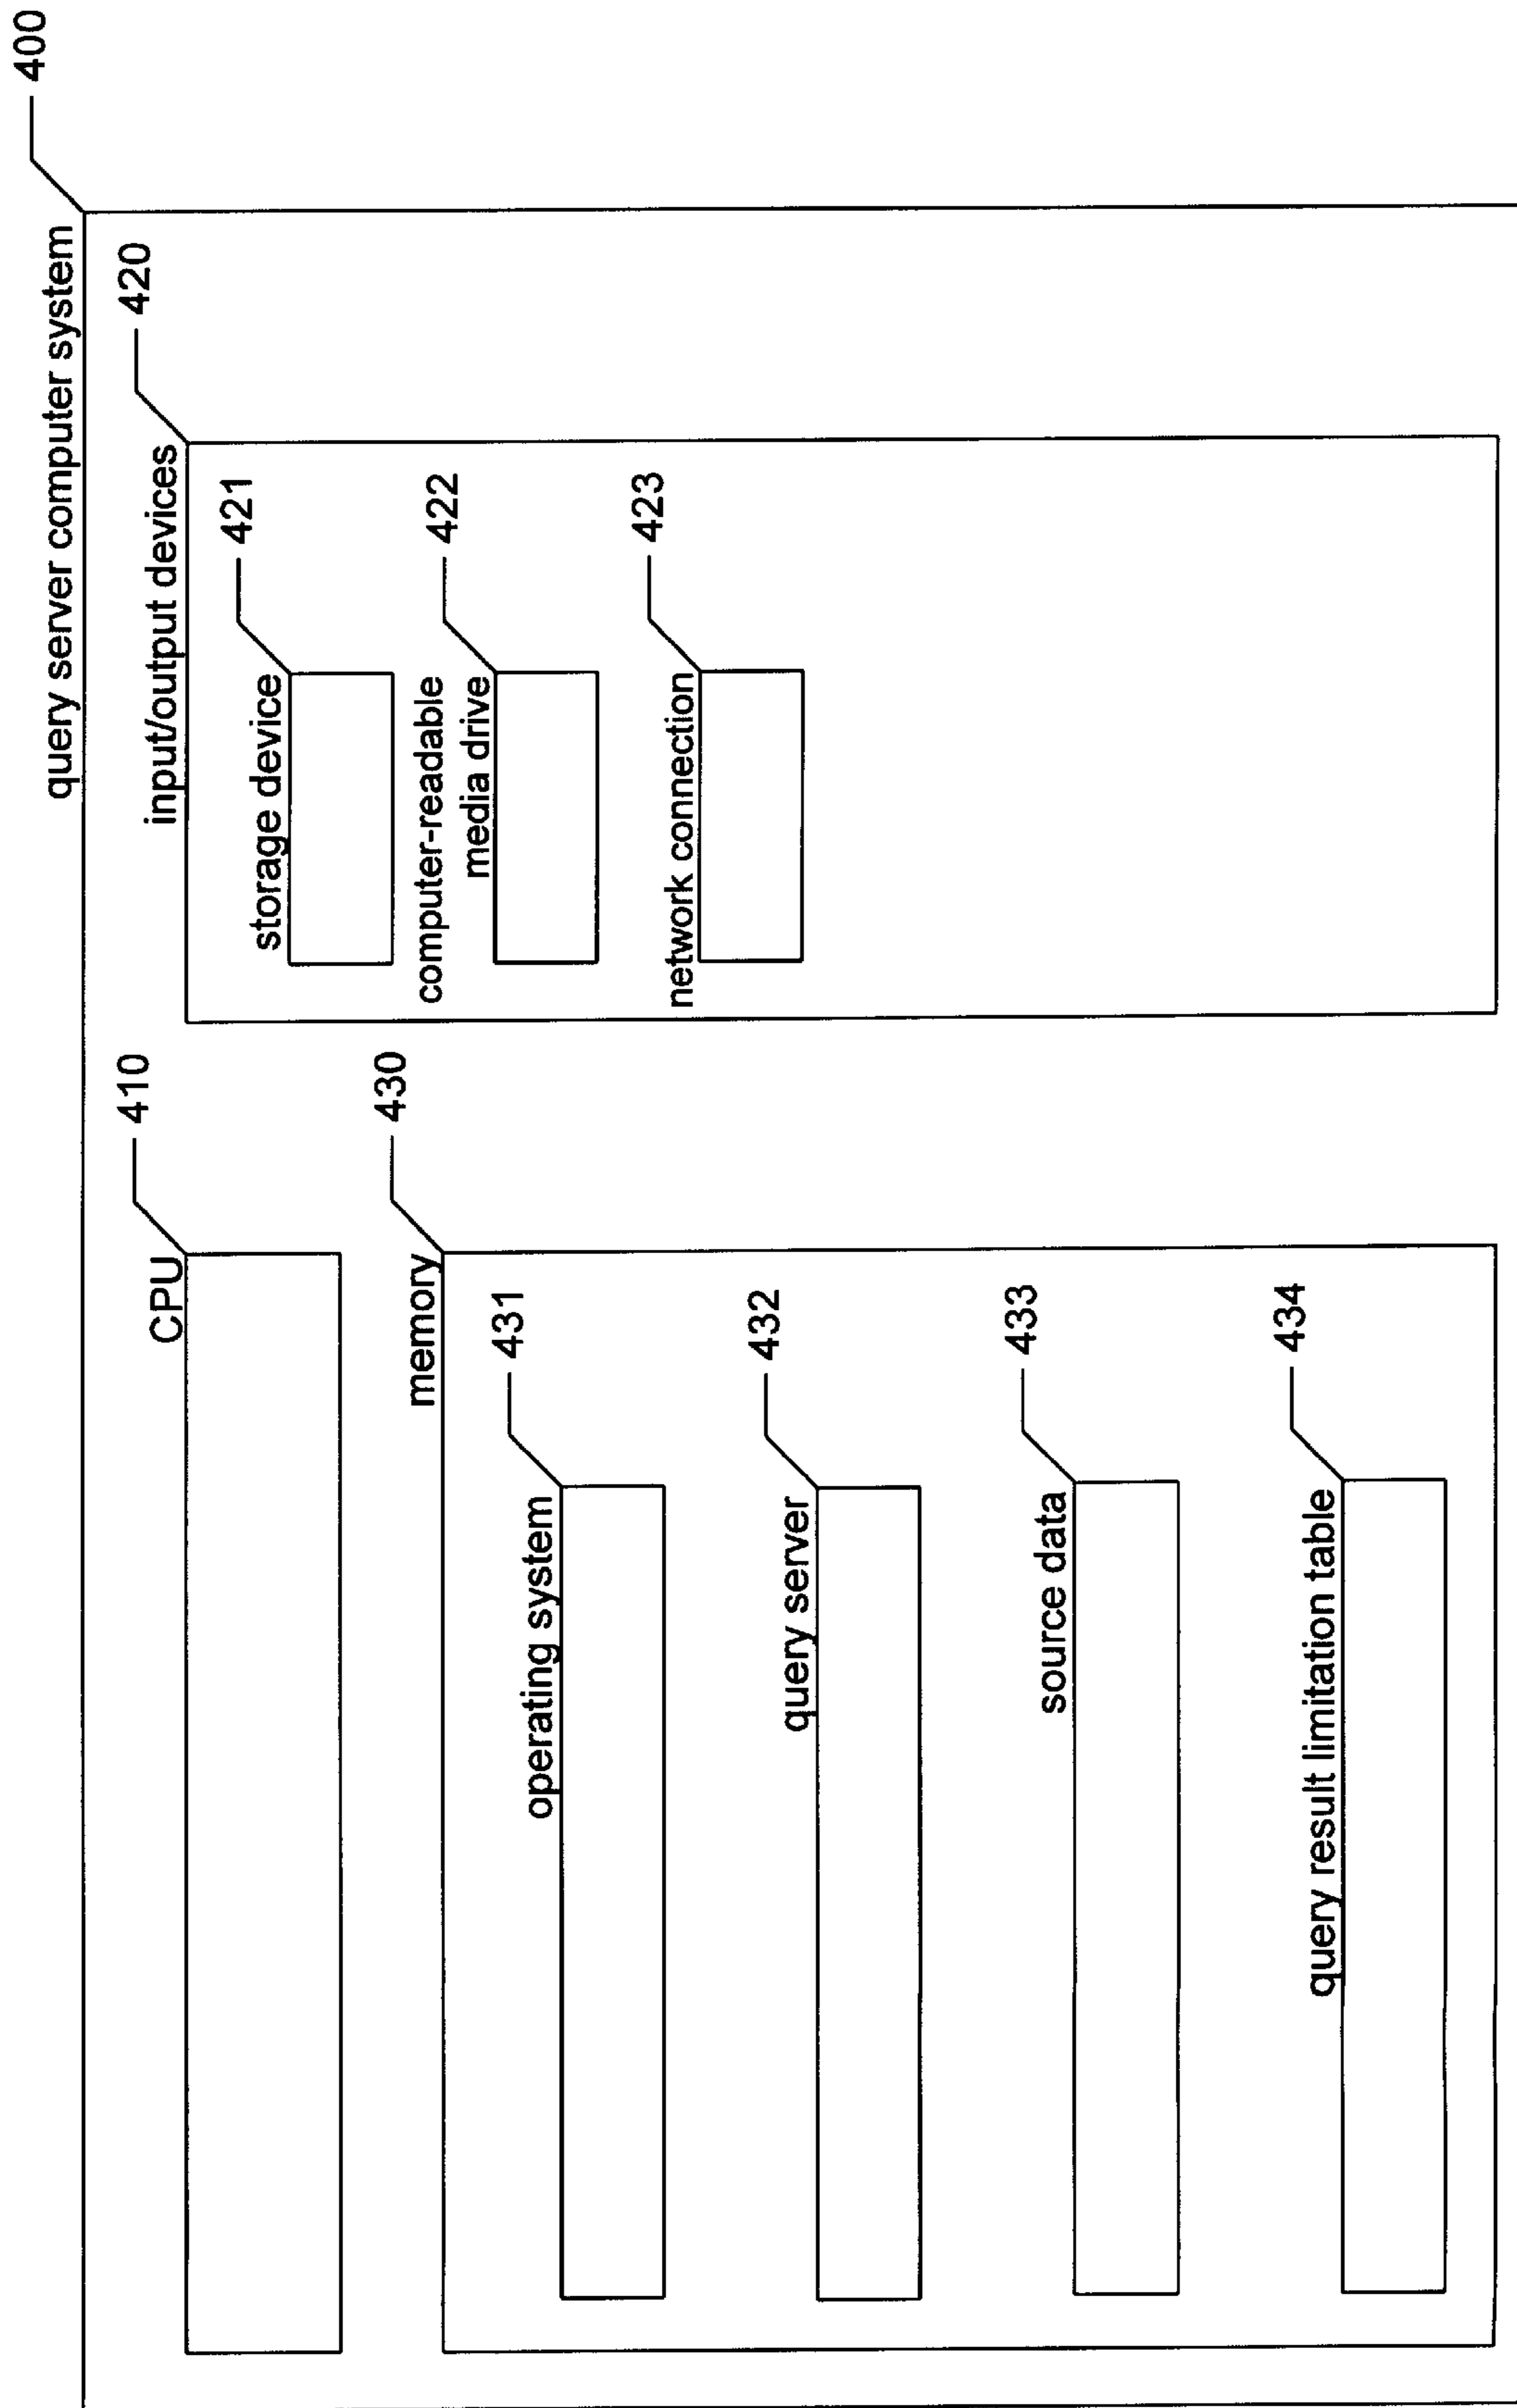 400
query server computer system
410
CPU
420
input/output devices
421
storage device
422
computer-readable
media drive
423
network connection
430
memory
431
operating system
432
query server
433
source data
434
query result limitation table